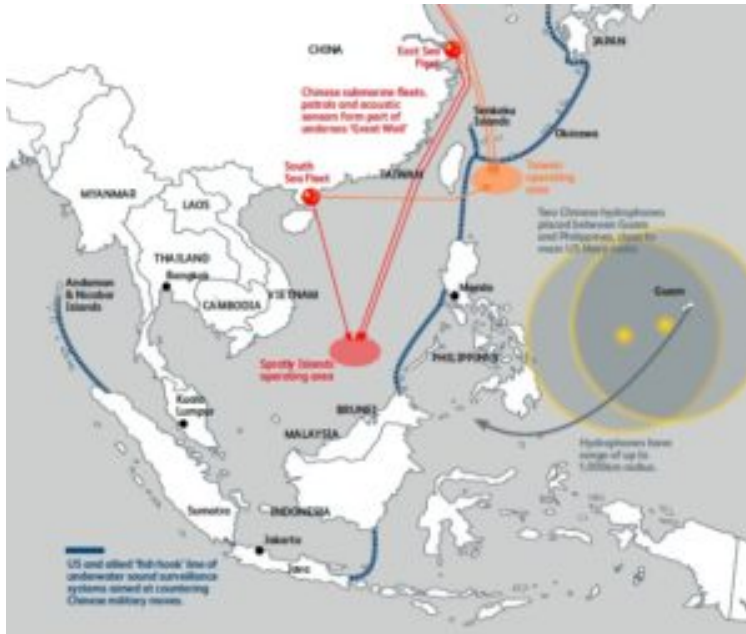 CHINA
East Sea
Fleet
JAPAN
Chinese submarine fleets,
patrols and acoustic
sensors form part of
undersea 'Great Wall'
Senkaku
Islands
Okinawa
South
Sea Fleet
TAIWAN
Taiwan
operating
area
MYANMAR
LAOS
Two Chinese hydrophones
placed between Guam
and Philippines, close to
main US Navy
THAILAND
Bangkok
VIETNAM
CAMBODIA
Andaman
& Nicobar
Islands
Manila
Guam
Spratly Islands
operating area
PHILIPPINES
BRUNEI
Kuala
Lumpur
MALAYSIA
Hydrophones have
range of up to
1,000km radius.
Sumatra
INDONESIA
Jakarta
Java
US and allied 'fish hook' line of
underwater sound surveillance
systems aimed at countering
Chinese military moves.